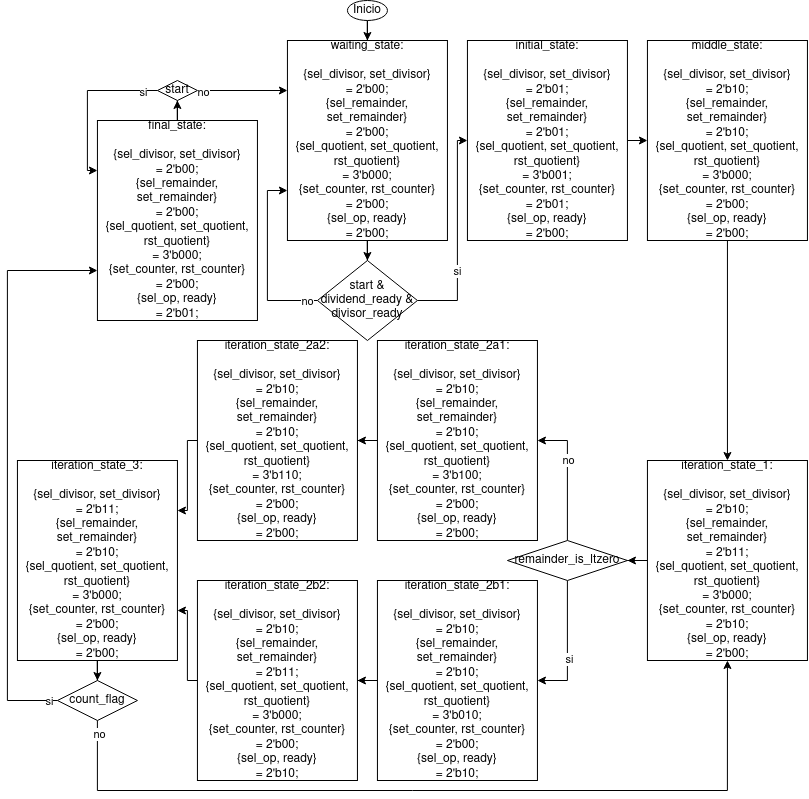 Inicio
waiting_state:
{sel_divisor, set_divisor}
= 2'b00;
{sel_remainder,
set_remainder}
= 2'b00;
{sel_quotient, set_quotient,
rst_quotient}
= 3'b000;
{set_counter, rst_counter}
= 2'b00;
{sel_op, ready}
= 2'b00;
initial_state:
{sel_divisor, set_divisor}
= 2'b01;
{sel_remainder,
set_remainder}
= 2'b01;
{sel_quotient, set_quotient,
rst_quotient}
= 3'b001;
{set_counter, rst_counter}
= 2'b01;
{sel_op, ready}
= 2'b00;
middle_state:
{sel_divisor, set_divisor}
= 2'b10;
{sel_remainder,
set_remainder}
= 2'b10;
{sel_quotient, set_quotient,
rst_quotient}
= 3'b000;
{set_counter, rst_counter}
= 2'b00;
{sel_op, ready}
= 2'b00;
si
start
no
final_state:
{sel_divisor, set_divisor}
= 2'b00;
{sel_remainder,
set_remainder}
= 2'b00;
{sel_quotient, set_quotient,
rst_quotient}
= 3'b000;
{set_counter, rst_counter}
= 2'b00;
{sel_op, ready}
= 2'b01;
start &
dividend_ready &
divisor_ready
no
si
iteration_state_2a2:
{sel_divisor, set_divisor}
= 2'b10;
{sel_remainder,
set_remainder}
= 2'b10;
{sel_quotient, set_quotient,
rst_quotient}
= 3'b110;
{set_counter, rst_counter}
= 2'b00;
{sel_op, ready}
= 2'b00;
iteration_state_2a1:
{sel_divisor, set_divisor}
= 2'b10;
{sel_remainder,
set_remainder}
= 2'b10;
{sel_quotient, set_quotient,
rst_quotient}
= 3'b100;
{set_counter, rst_counter}
= 2'b00;
{sel_op, ready}
= 2'b00;
no
remainder_is_ltzero
si
iteration_state_1:
{sel_divisor, set_divisor}
= 2'b10;
{sel_remainder,
set_remainder}
= 2'b11;
{sel_quotient, set_quotient,
rst_quotient}
= 3'b000;
{set_counter, rst_counter}
= 2'b10;
{sel_op, ready}
= 2'b00;
iteration_state_3:
{sel_divisor, set_divisor}
= 2'b11;
{sel_remainder,
set_remainder}
= 2'b10;
{sel_quotient, set_quotient,
rst_quotient}
= 3'b000;
{set_counter, rst_counter}
= 2'b00;
{sel_op, ready}
= 2'b00;
iteration_state_2b2:
{sel_divisor, set_divisor}
= 2'b10;
{sel_remainder,
set_remainder}
= 2'b11;
{sel_quotient, set_quotient,
rst_quotient}
= 3'b000;
{set_counter, rst_counter}
= 2'b00;
{sel_op, ready}
= 2'b10;
iteration_state_2b1:
{sel_divisor, set_divisor}
= 2'b10;
{sel_remainder,
set_remainder}
= 2'b10;
{sel_quotient, set_quotient,
rst_quotient}
= 3'b010;
{set_counter, rst_counter}
= 2'b00;
{sel_op, ready}
= 2'b10;
si
count_flag
no